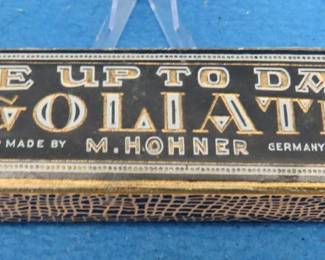 E UP TO DA
GOLIAT
MADE BY M. HOHNER GERMANY